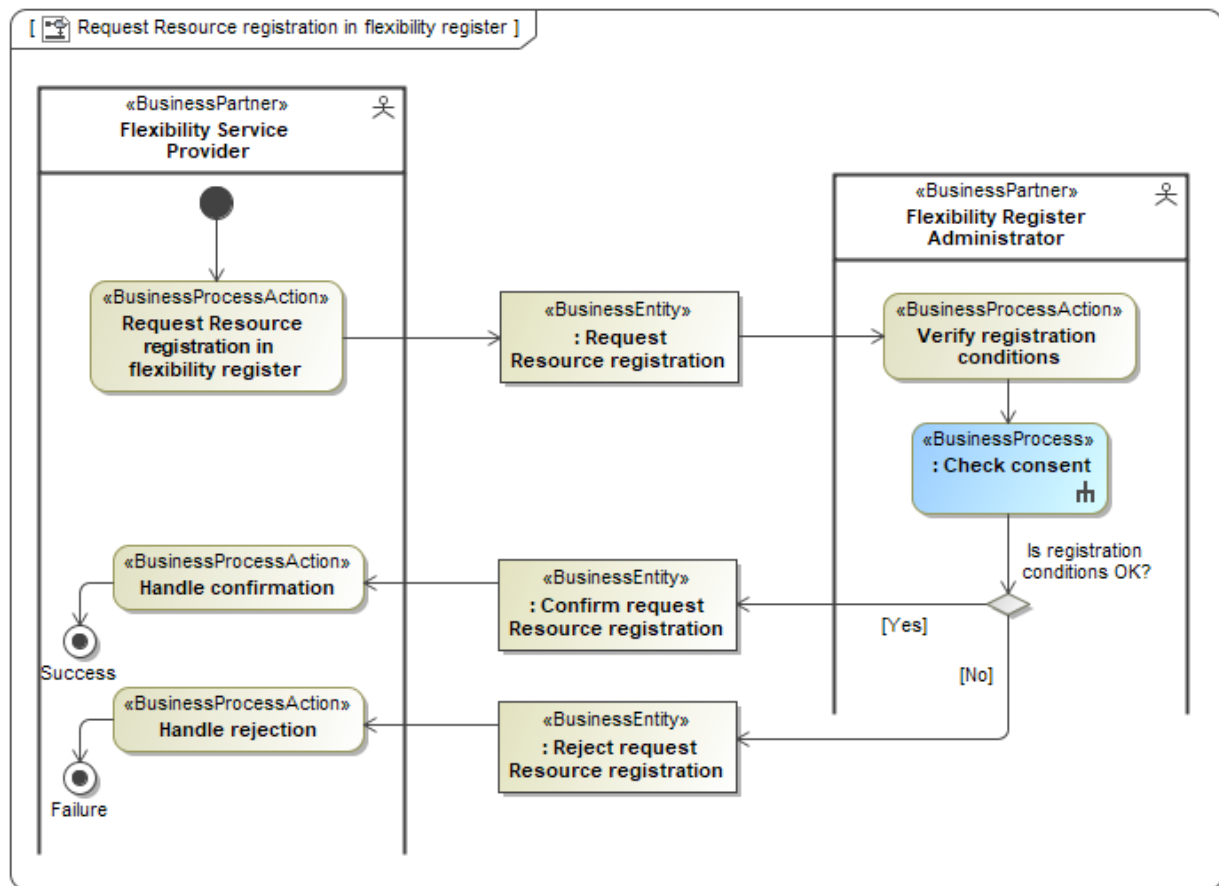 [ Request Resource registration in flexibility register ]
«BusinessPartner»
Flexibility Service
Provider
«BusinessPartner»
Flexibility Register
Administrator
«BusinessProcessAction»
Request Resource
registration in
flexibility register
«BusinessEntity»
: Request
Resource registration
«BusinessProcessAction»
Verify registration
conditions
«BusinessProcess»
: Check consent
Is registration
conditions OK?
«BusinessProcessAction»
Handle confirmation
«BusinessEntity»
: Confirm request
Resource registration
[Yes]
Success
[No]
«BusinessProcessAction»
Handle rejection
«BusinessEntity»
: Reject request
Resource registration
Failure